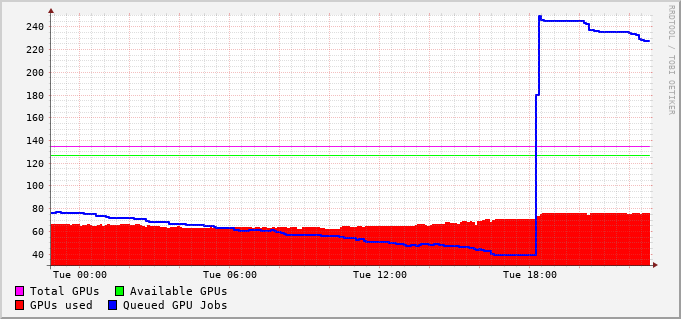 240
220
200
180
160
140
120
100
80
60
40
Tue 00:00 Tue 06:00 Tue 12:00 Tue 18:00
Total GPUs Available GPUs
GPUs used Queued GPU Jobs
RRDTOOL / TOBI OETIKER